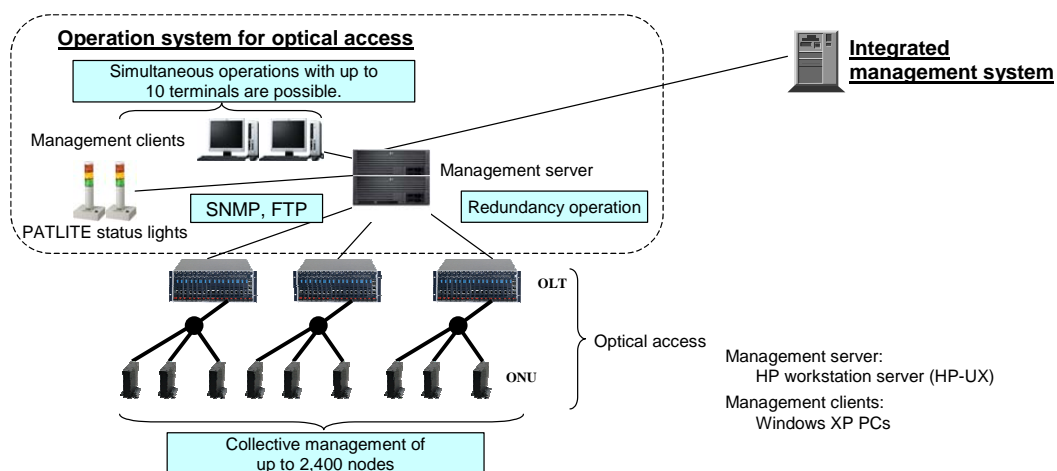 Operation system for optical access
Simultaneous operations with up to
10 terminals are possible.
Integrated
management system
Management clients
Management server
SNMP, FTP
Redundancy operation
PATLITE status lights
OLT
Optical access
ONU
Management server:
HP workstation server (HP-UX)
Management clients:
Windows XP PCs
Collective management of
up to 2,400 nodes